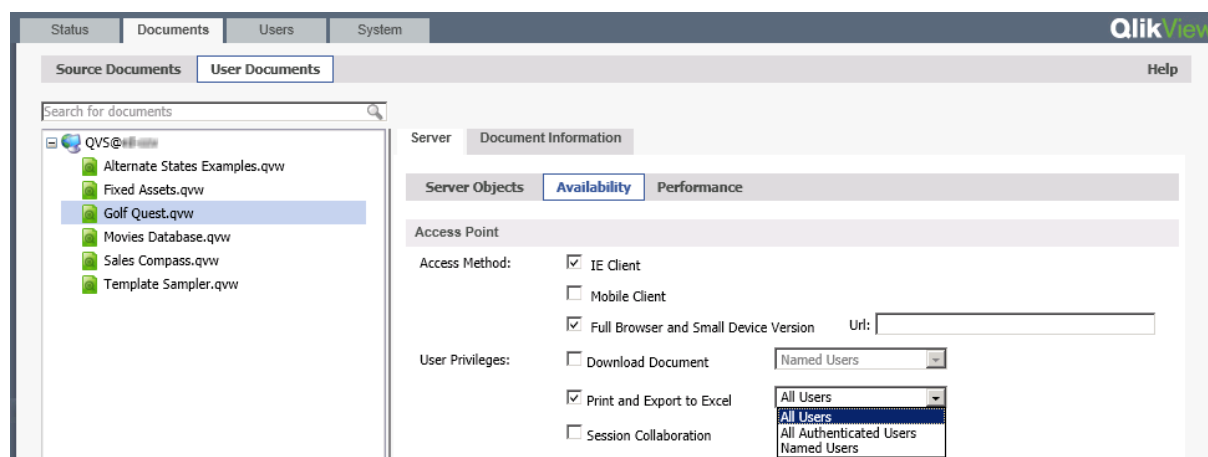 Status Documents Users System QlikView
Source Documents User Documents Help
Search for documents
QVS@
Alternate States Examples.qvw
Fixed Assets.qvw
Golf Quest.qvw
Movies Database.qvw
Sales Compass.qvw
Template Sampler.qvw
Server Document Information
Server Objects Availability Performance
Access Point
Access Method: IE Client
Mobile Client
Full Browser and Small Device Version Url:
User Privileges: Download Document Named Users
Print and Export to Excel All Users
All Users
Session Collaboration All Authenticated Users
Named Users